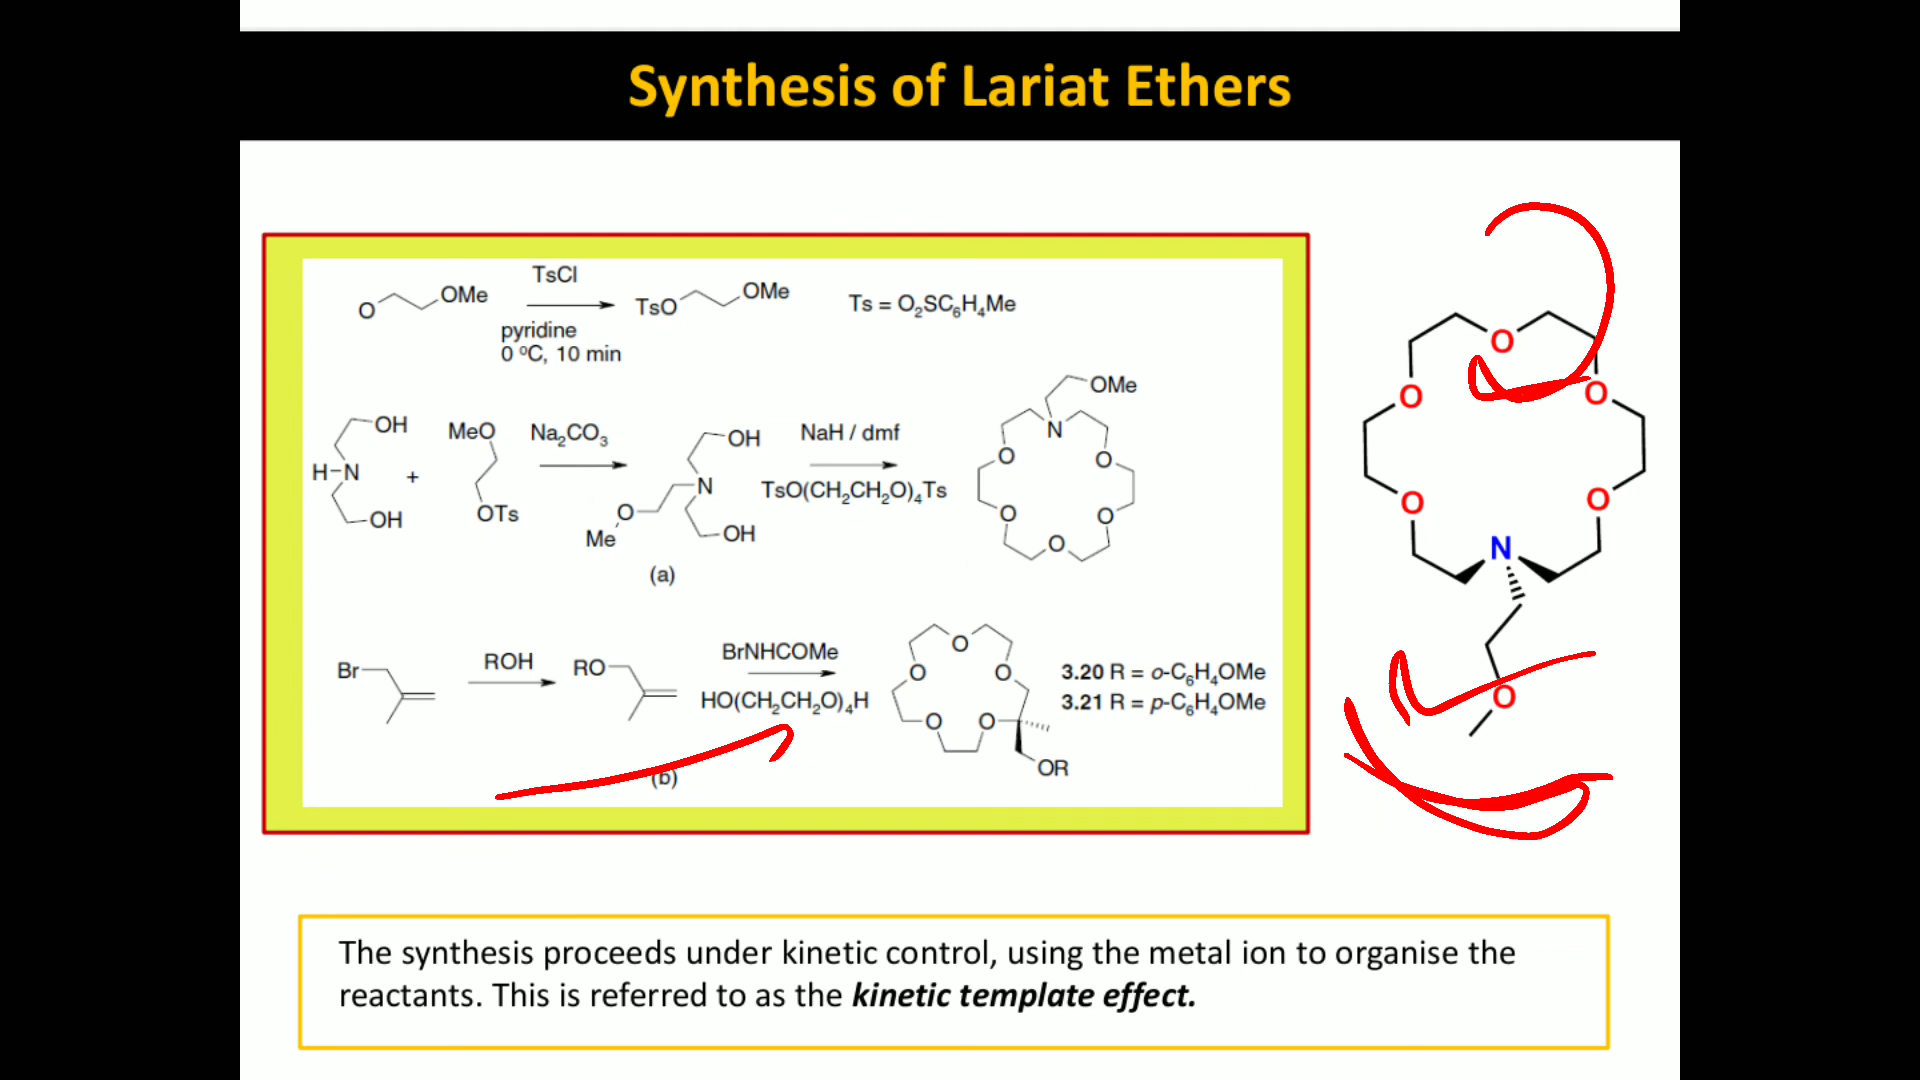 Synthesis of Lariat Ethers
O OMe
TsCl
pyridine
0 °C, 10 min
TsO OMe
Ts = O₂SC₆H₄Me
H-N OH OH
+
MeO OTs
Na₂CO₃
OH N O Me OH
(a)
NaH / dmf
TsO(CH₂CH₂O)₄Ts
OMe N O O O O O
Br
ROH
RO
BrNHCOMe
HO(CH₂CH₂O)₄H
(b)
O O O O O OR
3.20 R = o-C₆H₄OMe
3.21 R = p-C₆H₄OMe
O O O O O N O
The synthesis proceeds under kinetic control, using the metal ion to organise the
reactants. This is referred to as the kinetic template effect.